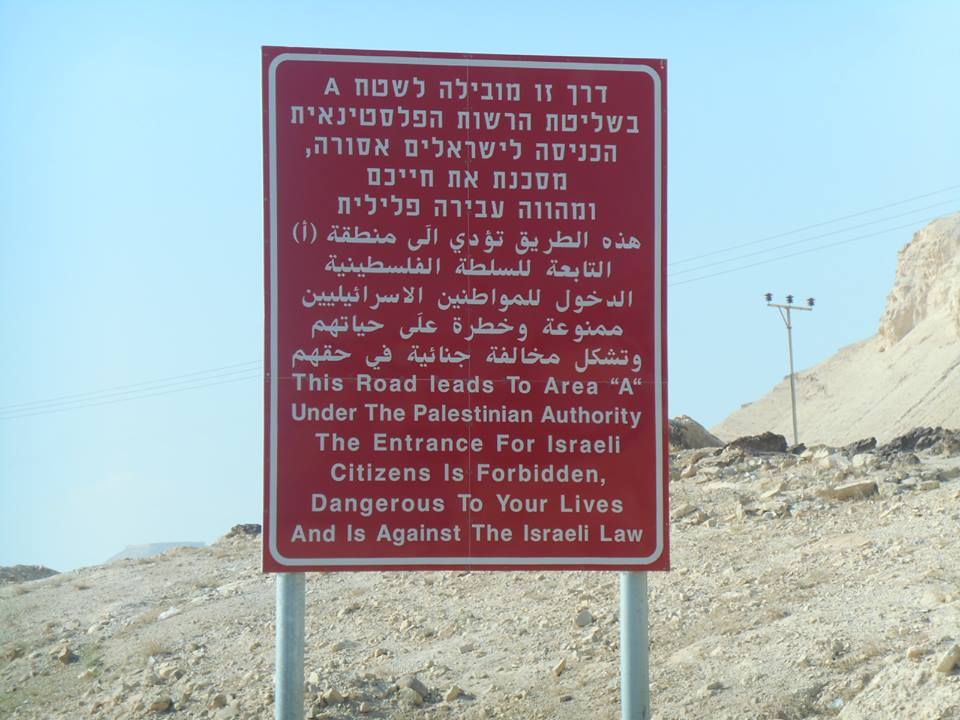 דרך זו מובילה לשטח A
בשליטת הרשות הפלסטינאית
הכניסה לישראלים אסורה,
מסכנת את חייכם
ומהווה עבירה פלילית
هذه الطريق تؤدي الى منطقة (أ)
التابعة للسلطة الفلسطينية
الدخول للمواطنين الاسرائيليين
ممنوعة وخطرة على حياتهم
وتشكل مخالفة جنائية في حقهم
This Road leads To Area “A“
Under The Palestinian Authority
The Entrance For Israeli
Citizens Is Forbidden,
Dangerous To Your Lives
And Is Against The Israeli Law